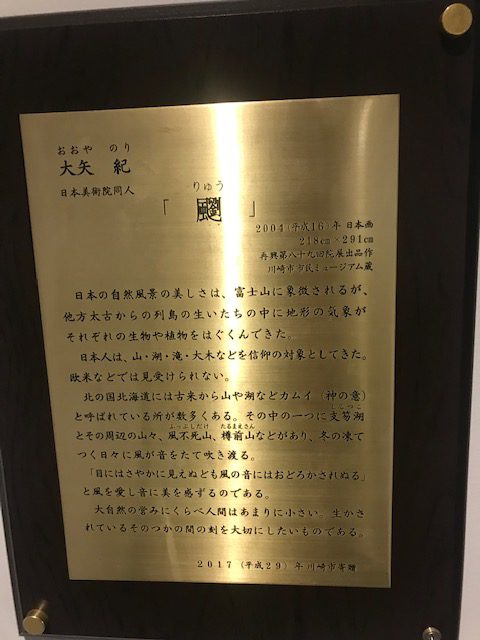 おおや のり
大矢 紀
日本美術院同人
りゅう
「飀」
2004(平成16)年 日本画
218cm×291cm
再興第八十九回院展出品作
川崎市市民ミュージアム蔵
日本の自然風景の美しさは、富士山に象徴されるが、
他方太古からの列島の生いたちの中に地形の気象が
それぞれの生物や植物をはぐくんできた。
日本人は、山・湖・滝・大木などを信仰の対象としてきた。
欧米などでは見受けられない。
北の国北海道には古来から山や湖などカムイ(神の意)
と呼ばれている所が数多くある。その中の一つに支笏湖
しこつこ
とその周辺の山々、風不死山、樽前山などがあり、冬の凍て
ふっぷしだけ たるまえさん
つく日々に風が音をたて吹き渡る。
「目にはさやかに見えぬども風の音にはおどろかされぬる」
と風を愛し音に美を感ずるのである。
大自然の営みにくらべ人間はあまりに小さい。生かさ
れているそのつかの間の刻を大切にしたいものである。
2017(平成29)年川崎市寄贈